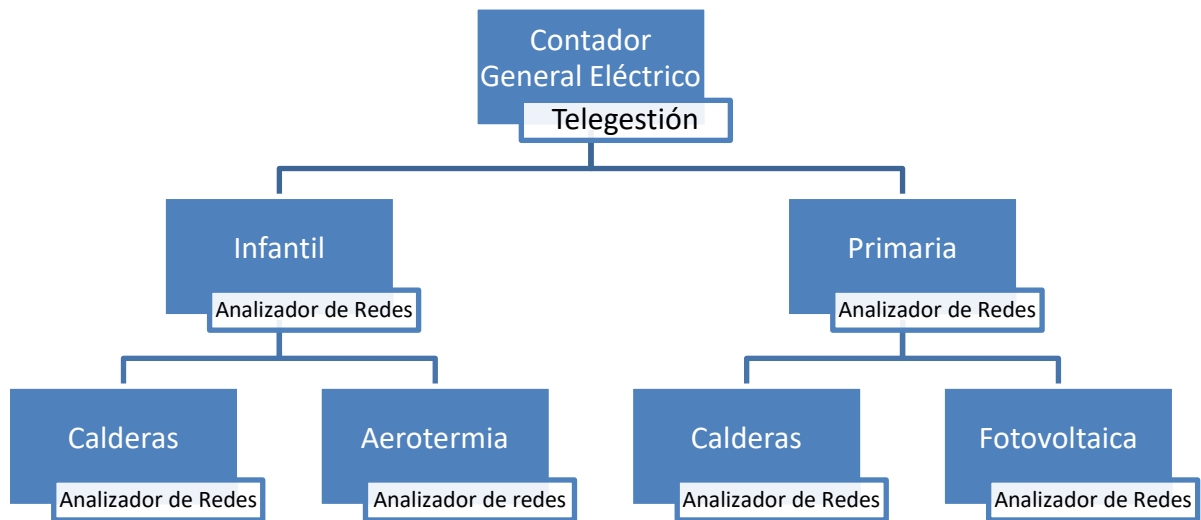 Contador
General Eléctrico
Telegestión
Infantil
Analizador de Redes
Primaria
Analizador de Redes
Calderas
Analizador de Redes
Aerotermia
Analizador de redes
Calderas
Analizador de Redes
Fotovoltaica
Analizador de Redes